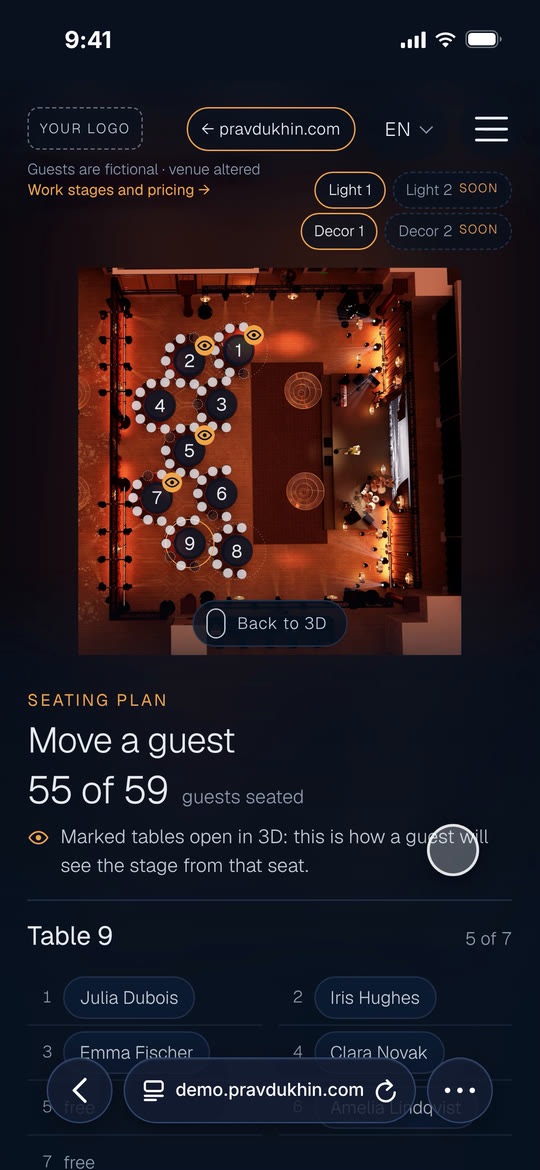 9:41
YOUR LOGO
← pravdukhin.com
EN
Guests are fictional · venue altered
Work stages and pricing →
Light 1
Light 2 SOON
Decor 1
Decor 2 SOON
1
2
4
3
5
7
6
9
8
Back to 3D
SEATING PLAN
Move a guest
55 of 59 guests seated
Marked tables open in 3D: this is how a guest will
see the stage from that seat.
Table 9
5 of 7
1 Julia Dubois
2 Iris Hughes
3 Emma Fischer
4 Clara Novak
5 free
6 Amelia Lindqvist
demo.pravdukhin.com
7 free